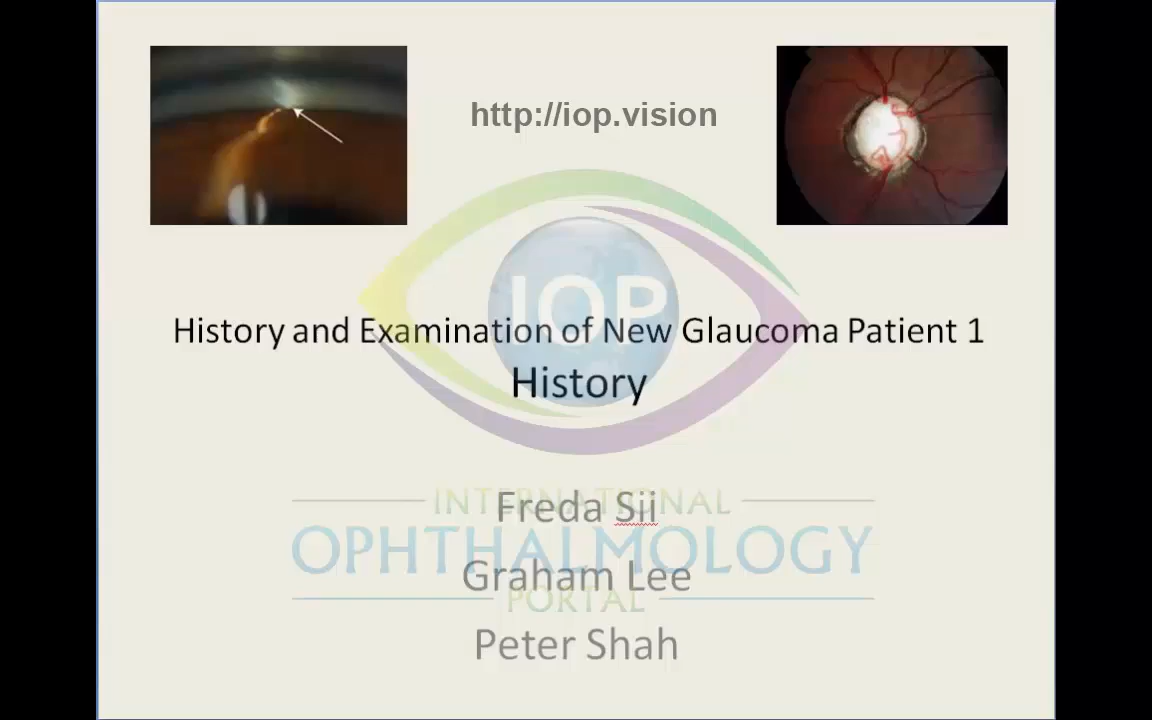 http://iop.vision
IOP
History and Examination of New Glaucoma Patient 1
History
INTERNATIONAL
Freda Sii
OPHTHALMOLOGY
Graham Lee
PORTAL
Peter Shah